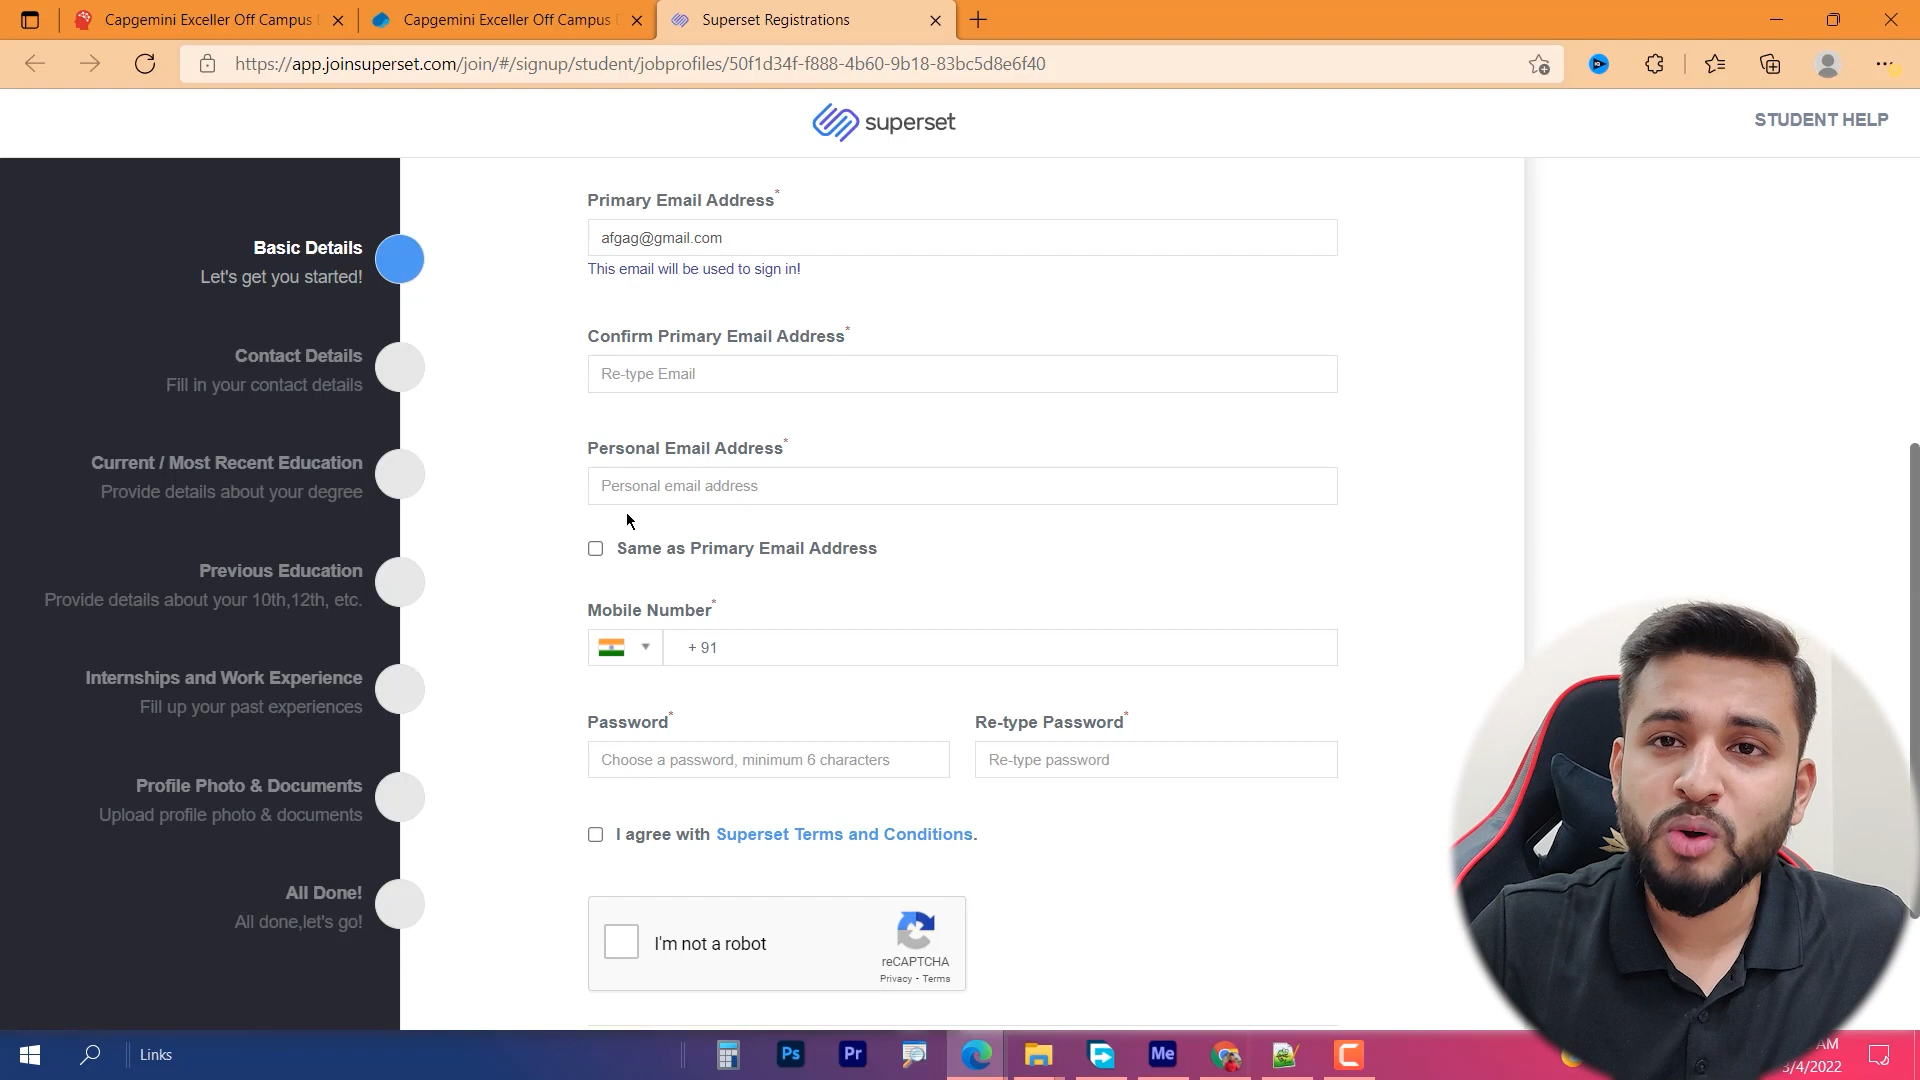 Capgemini Exceller Off Campus
Capgemini Exceller Off Campus
Superset Registrations
https://app.joinsuperset.com/join/#/signup/student/jobprofiles/50f1d34f-f888-4b60-9b18-83bc5d8e6f40
superset
STUDENT HELP
Basic Details
Let's get you started!
Contact Details
Fill in your contact details
Current / Most Recent Education
Provide details about your degree
Previous Education
Provide details about your 10th,12th, etc.
Internships and Work Experience
Fill up your past experiences
Profile Photo & Documents
Upload profile photo & documents
All Done!
All done,let's go!
Primary Email Address*
afgag@gmail.com
This email will be used to sign in!
Confirm Primary Email Address*
Re-type Email
Personal Email Address*
Personal email address
Same as Primary Email Address
Mobile Number*
+ 91
Password*
Re-type Password*
Choose a password, minimum 6 characters
Re-type password
I agree with Superset Terms and Conditions.
I'm not a robot
reCAPTCHA
Privacy - Terms
Links
Ps
Pr
Me
AM
3/4/2022